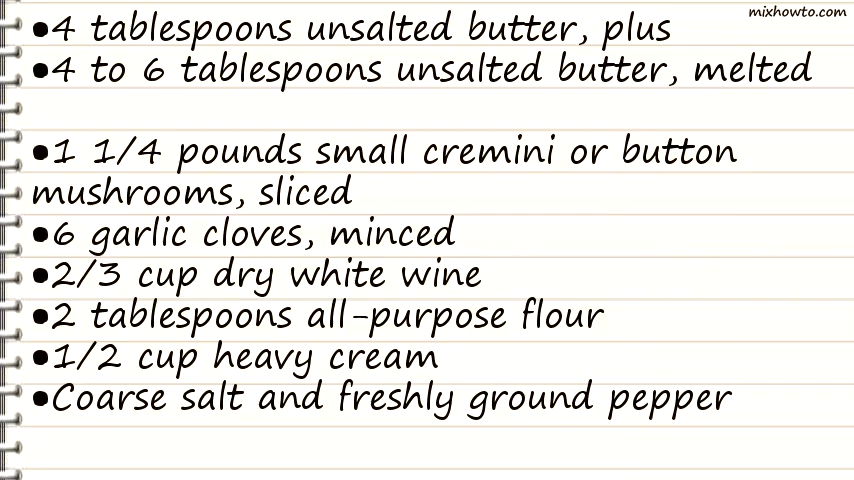 mixhowto.com
•4 tablespoons unsalted butter, plus
•4 to 6 tablespoons unsalted butter, melted
•1 1/4 pounds small cremini or button
mushrooms, sliced
•6 garlic cloves, minced
•2/3 cup dry white wine
•2 tablespoons all-purpose flour
•1/2 cup heavy cream
•Coarse salt and freshly ground pepper